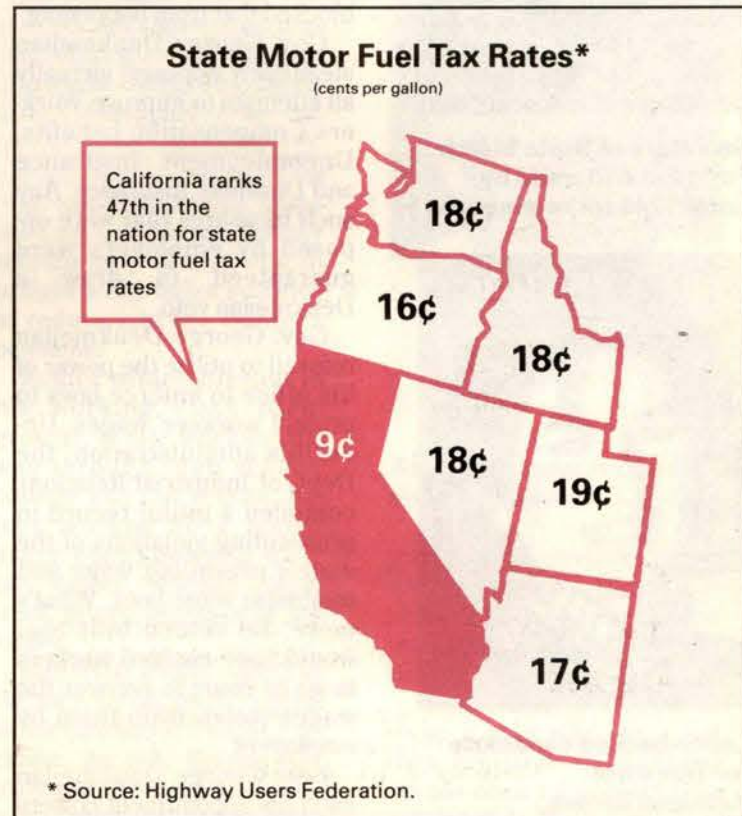 State Motor Fuel Tax Rates*
(cents per gallon)
California ranks
47th in the
nation for state
motor fuel tax
rates
18¢
16¢
18¢
9¢
18¢
19¢
17¢
* Source: Highway Users Federation.